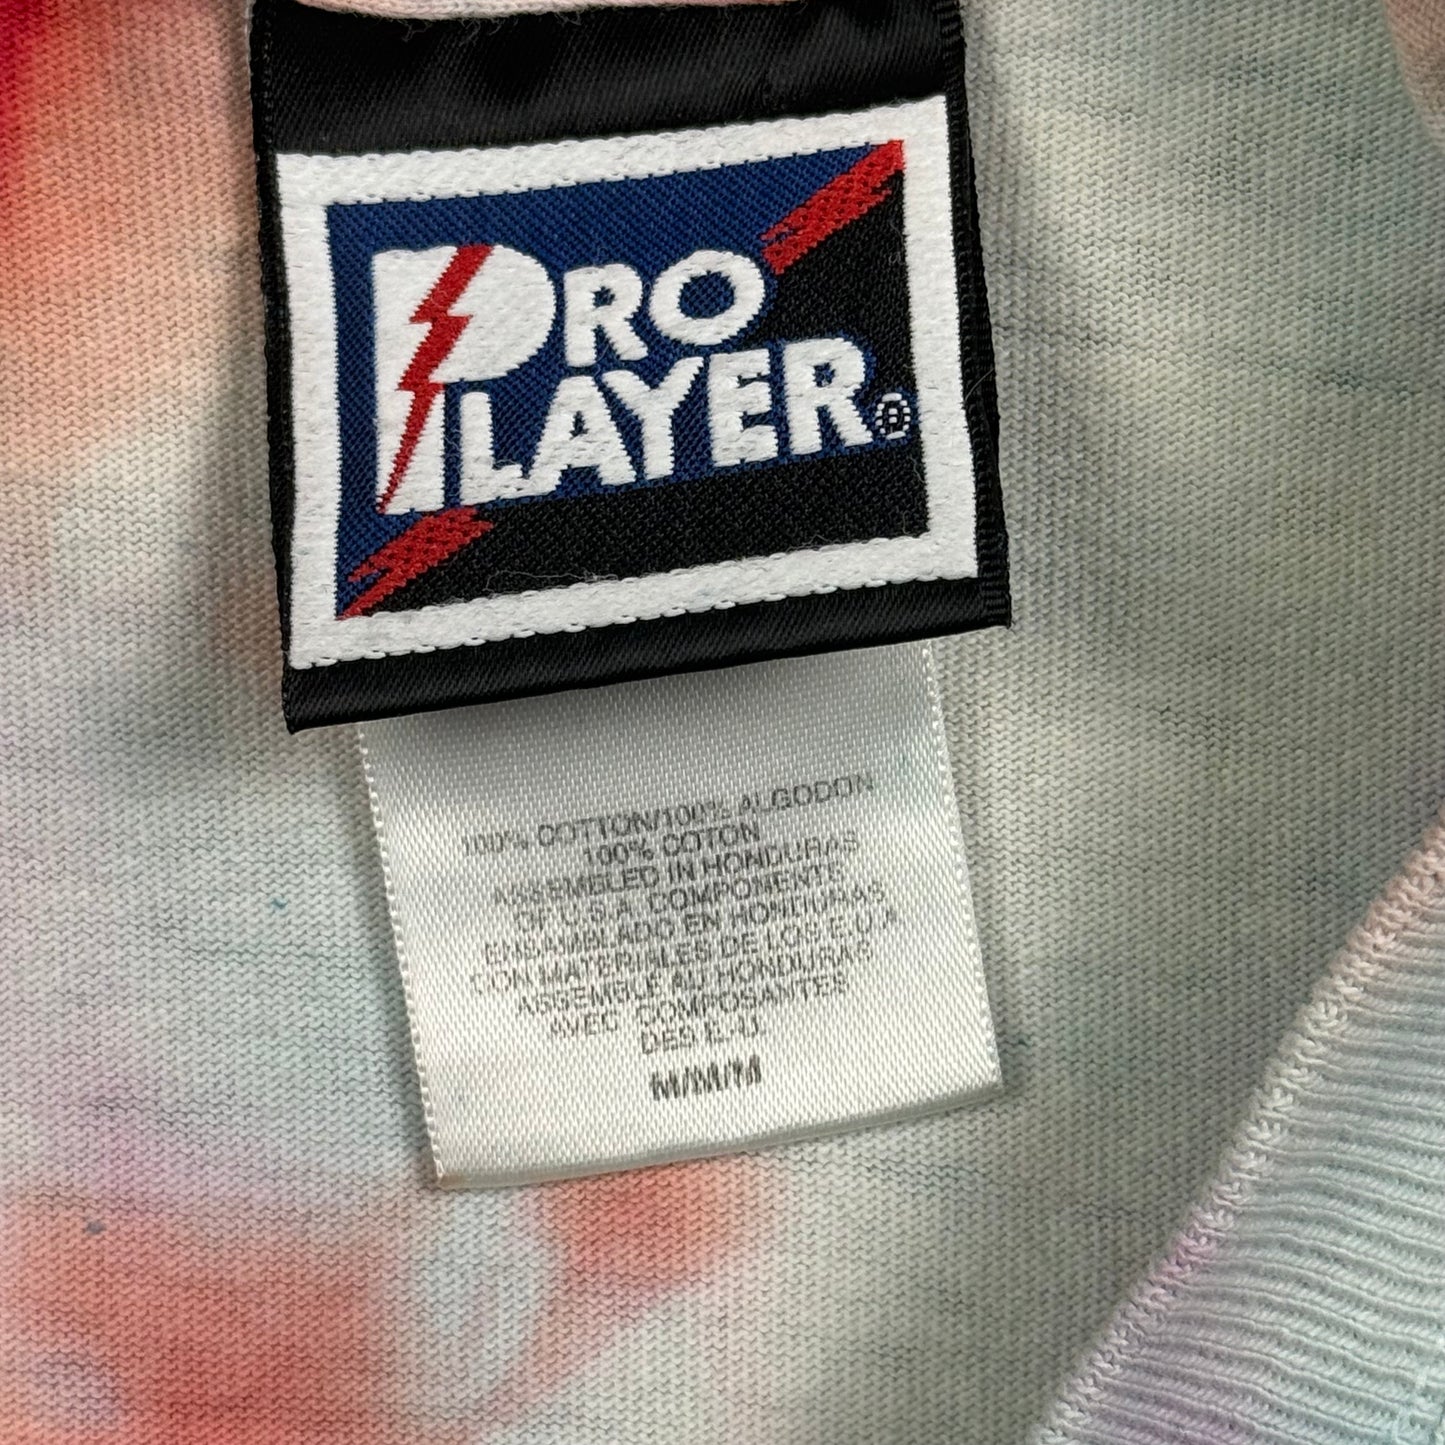 PRO
PLAYER®
100% COTTON/100% ALGODON
100% COTON
ASSEMBLED IN HONDURAS
OF U.S.A. COMPONENTS
ENSAMBLADO EN HONDURAS
CON MATERIALES DE LOS E.U.A
ASSEMBLE AU HONDURAS
AVEC COMPOSANTES
DES E-U
M/M/M